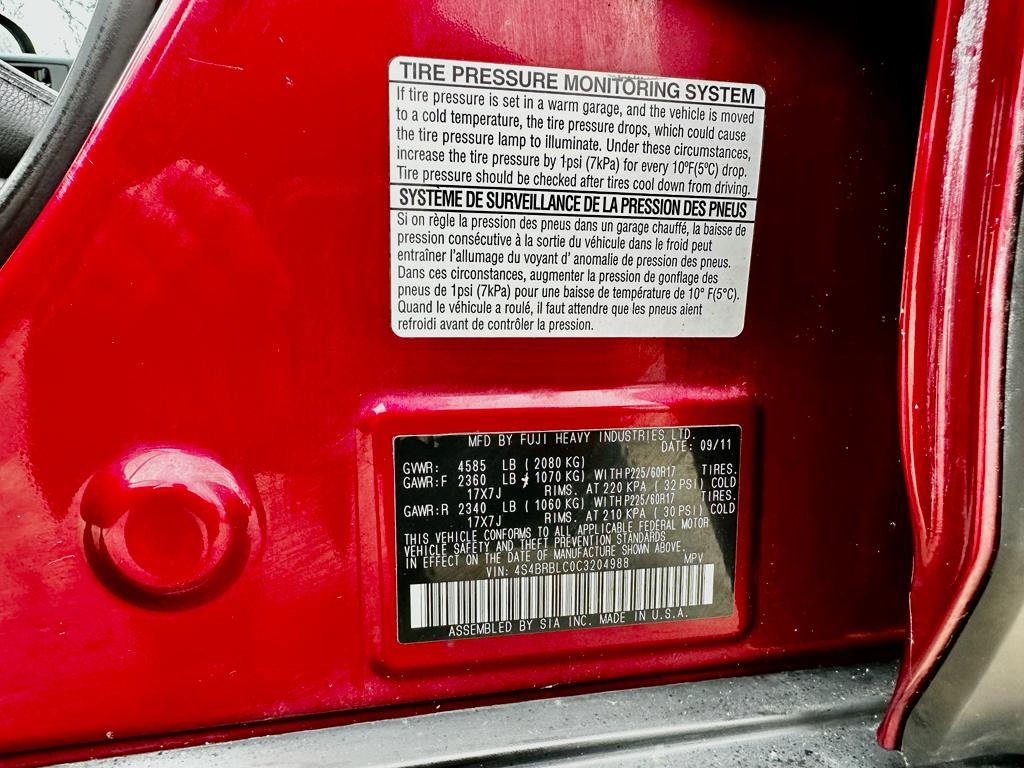 TIRE PRESSURE MONITORING SYSTEM
If tire pressure is set in a warm garage, and the vehicle is moved
to a cold temperature, the tire pressure drops, which could cause
the tire pressure lamp to illuminate. Under these circumstances,
increase the tire pressure by 1psi (7kPa) for every 10°F(5°C) drop.
Tire pressure should be checked after tires cool down from driving.
SYSTÈME DE SURVEILLANCE DE LA PRESSION DES PNEUS
Si on règle la pression des pneus dans un garage chauffé, la baisse de
pression consécutive à la sortie du véhicule dans le froid peut
entraîner l'allumage du voyant d' anomalie de pression des pneus.
Dans ces circonstances, augmenter la pression de gonflage des
pneus de 1psi (7kPa) pour une baisse de température de 10° F(5°C).
Quand le véhicule a roulé, il faut attendre que les pneus aient
refroidi avant de contrôler la pression.
MFD BY FUJI HEAVY INDUSTRIES LTD.
DATE: 09/11
GVWR: 4585 LB ( 2080 KG)
GAWR:F 2360 LB ( 1070 KG) WITH P225/60R17 TIRES.
17X7J RIMS. AT 220 KPA ( 32 PSI) COLD
GAWR:R 2340 LB ( 1060 KG) WITH P225/60R17 TIRES.
17X7J RIMS. AT 210 KPA ( 30 PSI) COLD
THIS VEHICLE CONFORMS TO ALL APPLICABLE FEDERAL MOTOR
VEHICLE SAFETY AND THEFT PREVENTION STANDARDS
IN EFFECT ON THE DATE OF MANUFACTURE SHOWN ABOVE.
VIN: 4S4BRBLC0C3204988 MPV
ASSEMBLED BY SIA INC. MADE IN U.S.A.